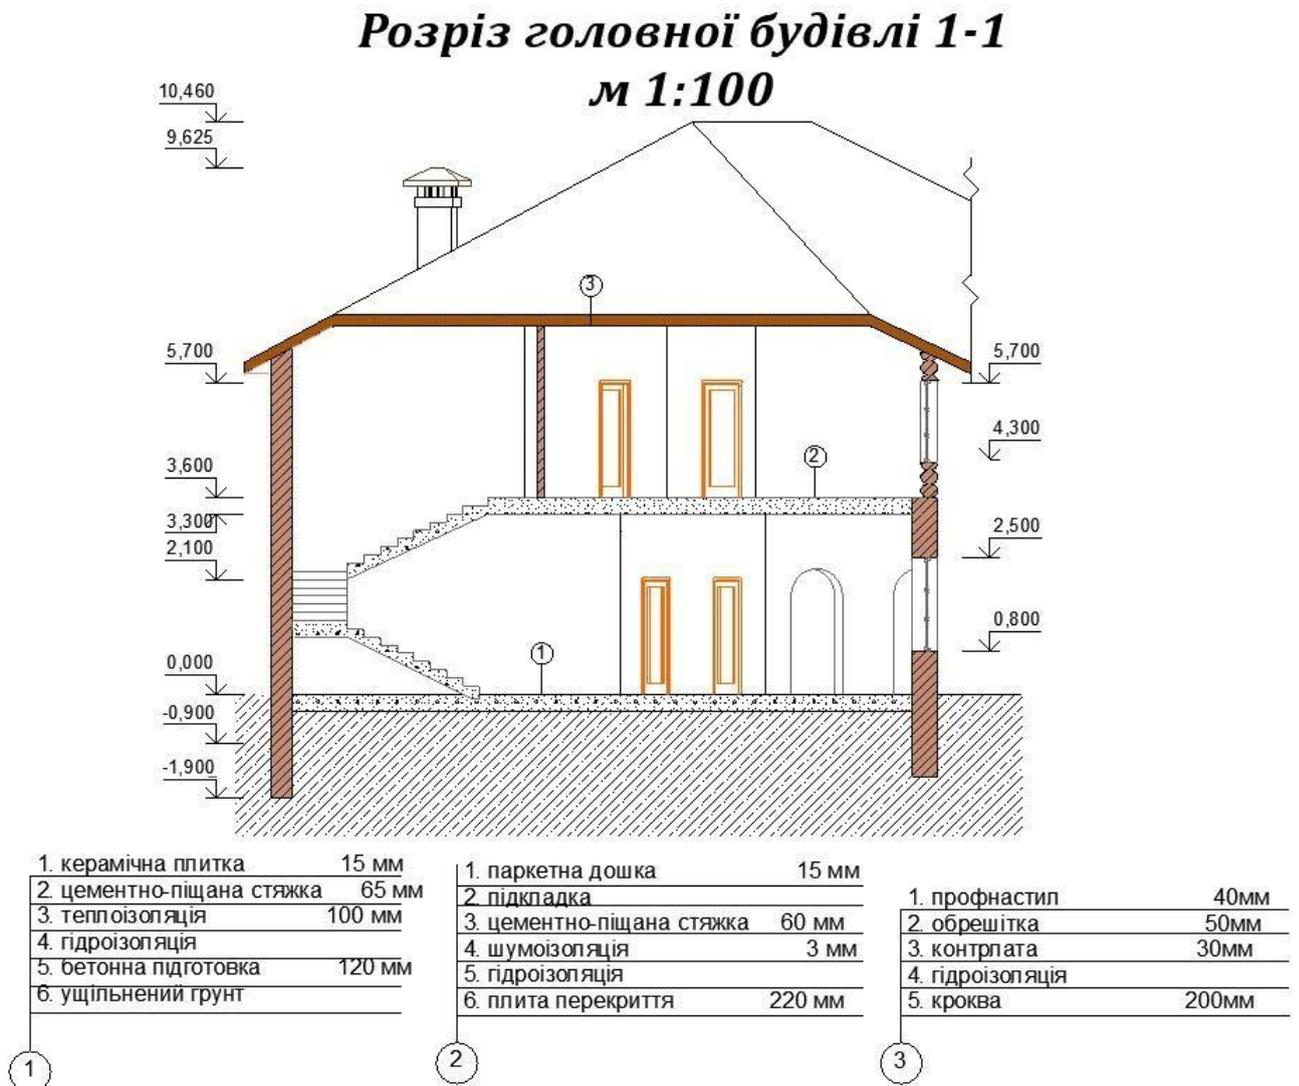 Розріз головної будівлі 1-1
м 1:100
10,460
9,625
3
5,700
5,700
4,300
2
3,600
3,300
2,500
2,100
0,800
1
0,000
-0,900
-1,900
1. керамічна плитка 15 мм
2. цементно-піщана стяжка 65 мм
3. теплоізоляція 100 мм
4. гідроізоляція
5. бетонна підготовка 120 мм
6. ущільнений грунт
1
1. паркетна дошка 15 мм
2. підкладка
3. цементно-піщана стяжка 60 мм
4. шумоізоляція 3 мм
5. гідроізоляція
6. плита перекриття 220 мм
2
1. профнастил 40мм
2. обрешітка 50мм
3. контрлата 30мм
4. гідроізоляція
5. кроква 200мм
3